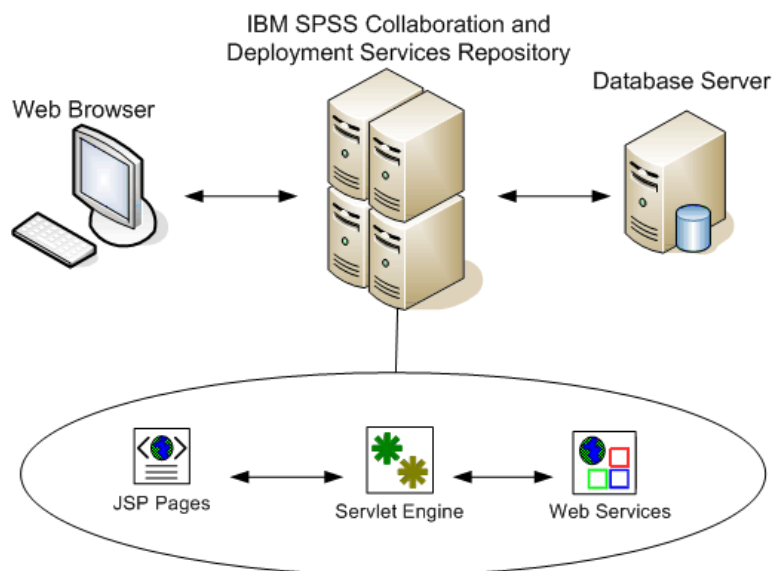 IBM SPSS Collaboration and
Deployment Services Repository
Web Browser
Database Server
JSP Pages
Servlet Engine
Web Services